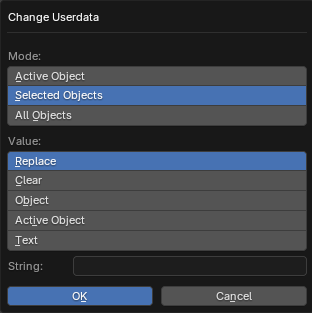 Change Userdata
Mode:
Active Object
Selected Objects
All Objects
Value:
Replace
Clear
Object
Active Object
Text
String:
OK Cancel